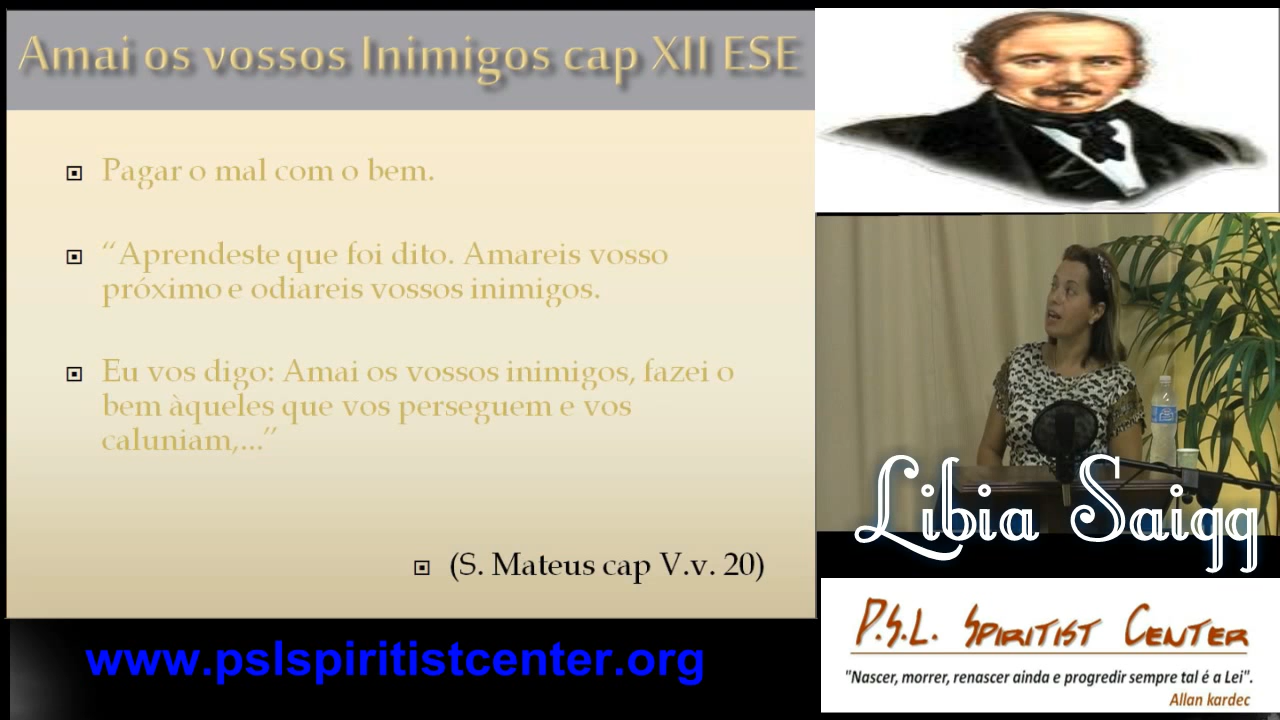 Amai os vossos Inimigos cap XII ESE
Pagar o mal com o bem.
“Aprendeste que foi dito. Amareis vosso
próximo e odiareis vossos inimigos.
Eu vos digo: Amai os vossos inimigos, fazei o
bem àqueles que vos perseguem e vos
caluniam,...”
(S. Mateus cap V.v. 20)
www.pslspiritistcenter.org
Libia Saiqq
P.S.L. Spiritist Center
"Nascer, morrer, renascer ainda e progredir sempre tal é a Lei".
Allan kardec